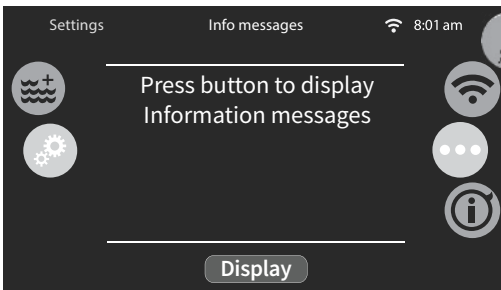 Settings Info messages 8:01 am
Press button to display
Information messages
Display